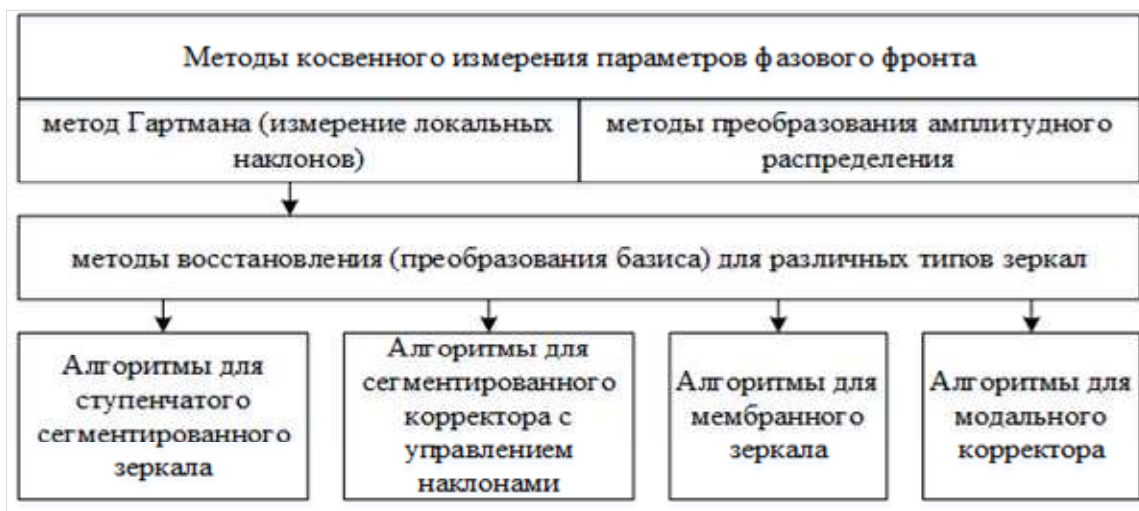 Методы косвенного измерения параметров фазового фронта
метод Гартмана (измерение локальных
наклонов)
методы преобразования амплитудного
распределения
методы восстановления (преобразования базиса) для различных типов зеркал
Алгоритмы для
ступенчатого
сегментированного
зеркала
Алгоритмы для
сегментированного
корректора с
управлением
наклонами
Алгоритмы для
мембранного
зеркала
Алгоритмы для
модального
корректора